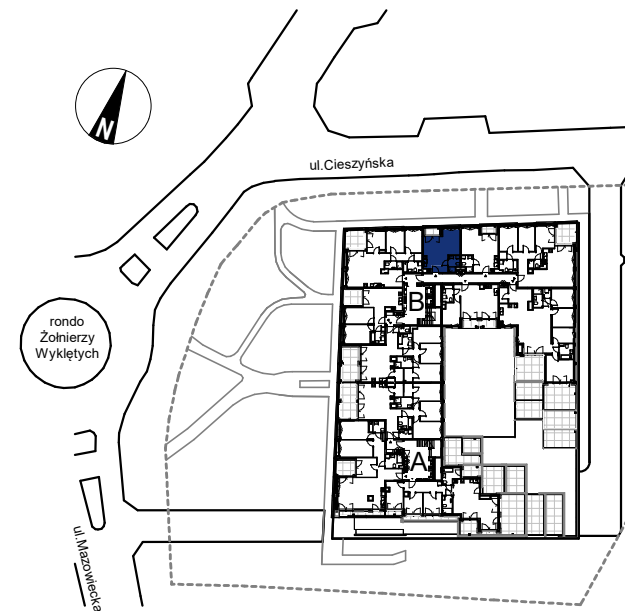 N
ul.Cieszyńska
B
rondo
Żołnierzy
Wyklętych
A
ul.Mazowiecka